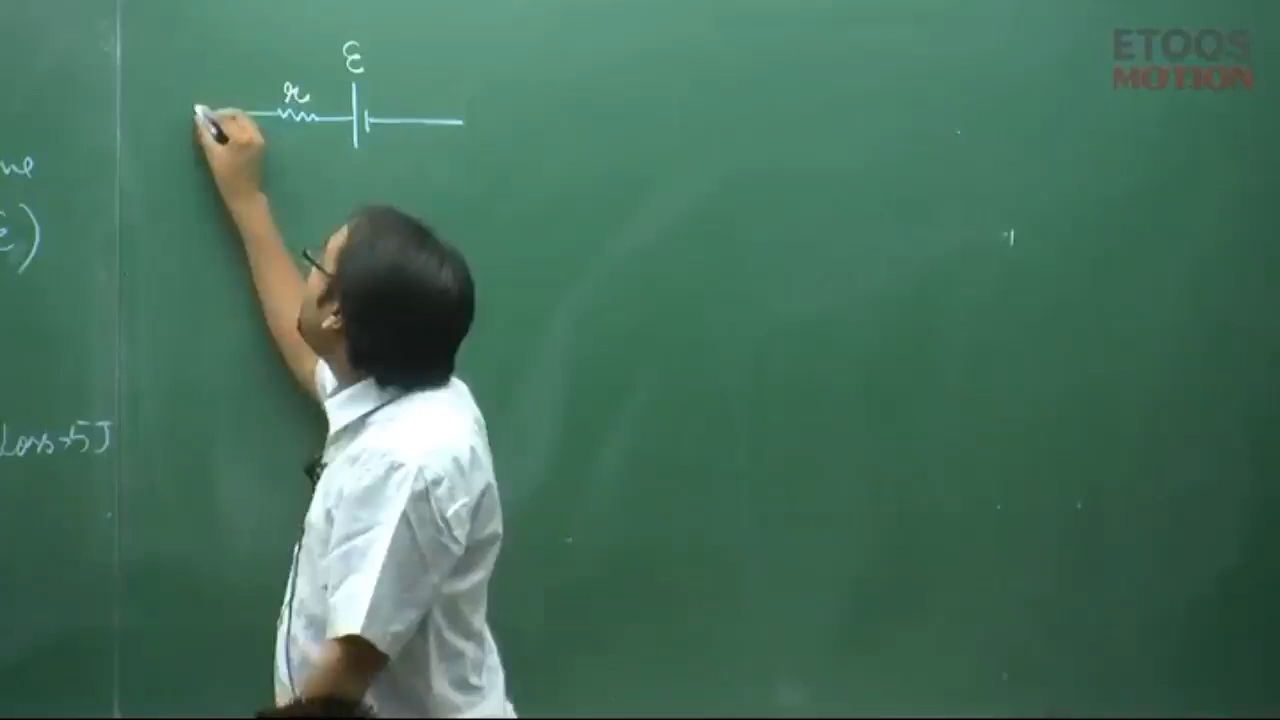 ETOOS
MOTION
ε
r
ne
ε)
Loss→5J